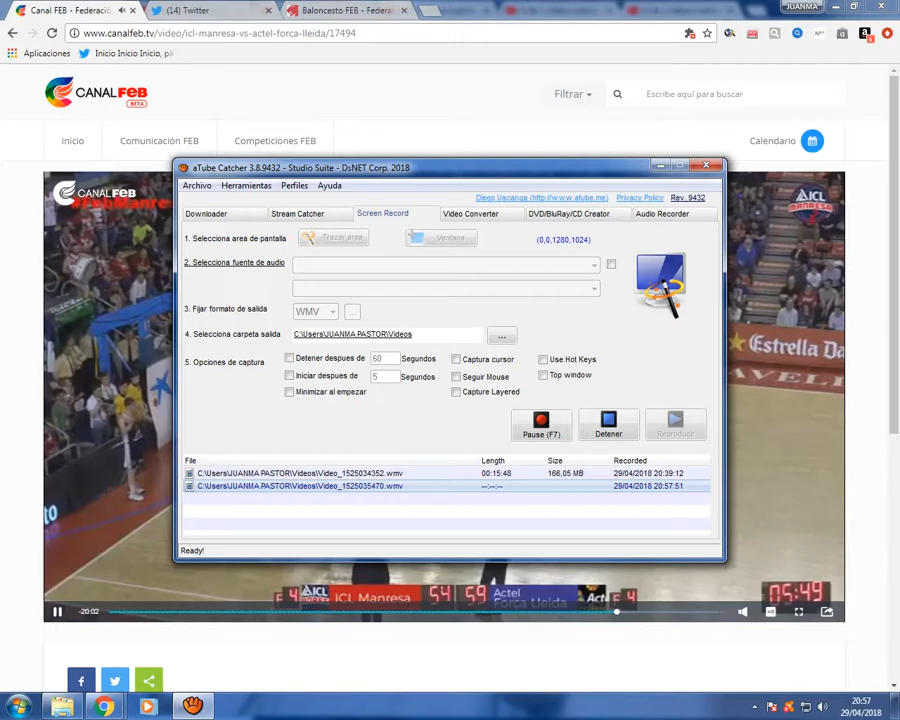 Canal FEB - Federació
(14) Twitter
Baloncesto FEB - Federa
JUANMA
www.canalfeb.tv/video/icl-manresa-vs-actel-forca-lleida/17494
Aplicaciones
Inicio Inicio Inicio, pá
CANALFEB
BETA
Filtrar
Escribe aquí para buscar
Inicio
Comunicación FEB
Competiciones FEB
Calendario
aTube Catcher 3.8.9432 - Studio Suite - DsNET Corp. 2018
Archivo
Herramientas
Perfiles
Ayuda
Diego Uscanga (http://www.atube.me)
Privacy Policy
Rev. 9432
Downloader
Stream Catcher
Screen Record
Video Converter
DVD/BluRay/CD Creator
Audio Recorder
1. Selecciona area de pantalla
Trazar area
Ventana
(0,0,1280,1024)
2. Selecciona fuente de audio
3. Fijar formato de salida
WMV
...
4. Selecciona carpeta salida
C:\Users\JUANMA PASTOR\Videos
...
5. Opciones de captura
Detener despues de
60
Segundos
Captura cursor
Use Hot Keys
Iniciar despues de
5
Segundos
Seguir Mouse
Top window
Minimizar al empezar
Capture Layered
Pause (F7)
Detener
Reproducir
File
Length
Size
Recorded
C:\Users\JUANMA PASTOR\Videos\Video_1525034352.wmv
00:15:48
166,05 MB
29/04/2018 20:39:12
C:\Users\JUANMA PASTOR\Videos\Video_1525035470.wmv
--:--:--
29/04/2018 20:57:51
Ready!
CANALFEB
#FebManres
AICL
MANRESA
Estrella Da
F 4
AICL
MANRESA
ICL Manresa
54
59
Actel
Força Lleida
F 4
05:49
-20:02
20:57
29/04/2018